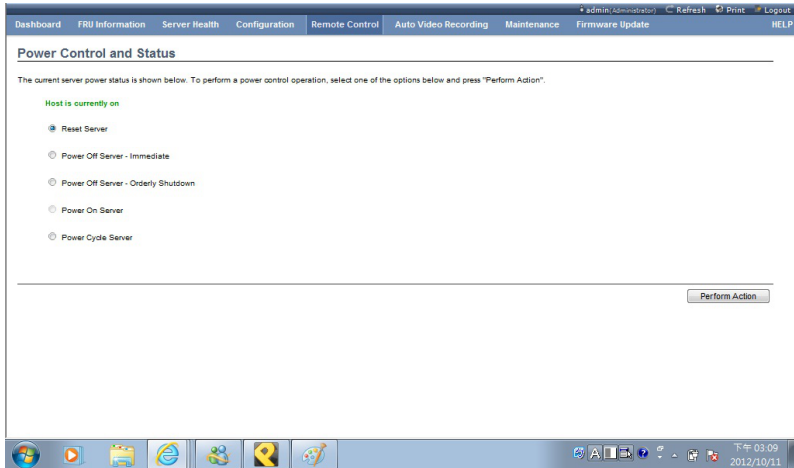 admin(Administrator) Refresh Print Logout
Dashboard FRU Information Server Health Configuration Remote Control Auto Video Recording Maintenance Firmware Update HELP
Power Control and Status
The current server power status is shown below. To perform a power control operation, select one of the options below and press "Perform Action".
Host is currently on
Reset Server
Power Off Server - Immediate
Power Off Server - Orderly Shutdown
Power On Server
Power Cycle Server
Perform Action
A
下午 03:09
2012/10/11